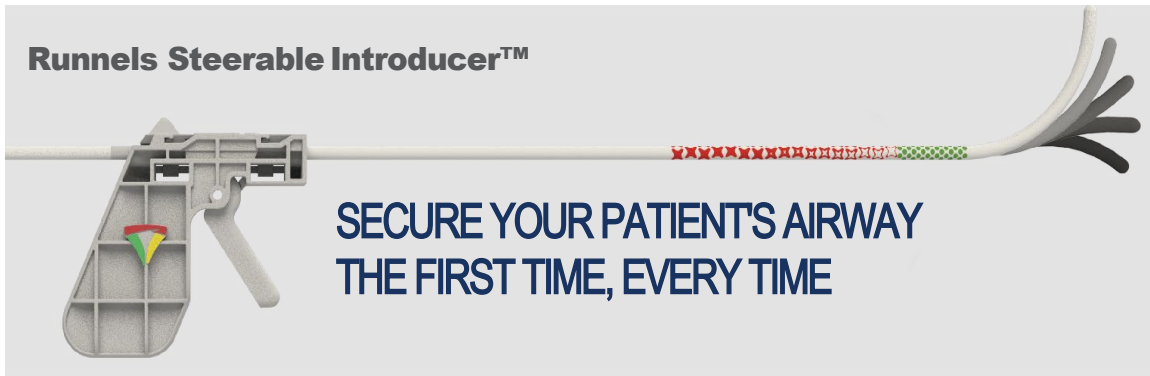 Runnels Steerable Introducer™
SECURE YOUR PATIENT'S AIRWAY
THE FIRST TIME, EVERY TIME